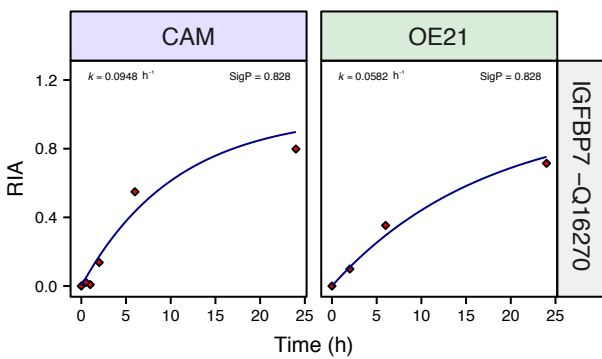 CAM
OE21
k = 0.0948 h⁻¹
SigP = 0.828
k = 0.0582 h⁻¹
SigP = 0.828
IGFBP7 −Q16270
RIA
1.2
0.8
0.4
0.0
0 5 10 15 20 25
0 5 10 15 20 25
Time (h)